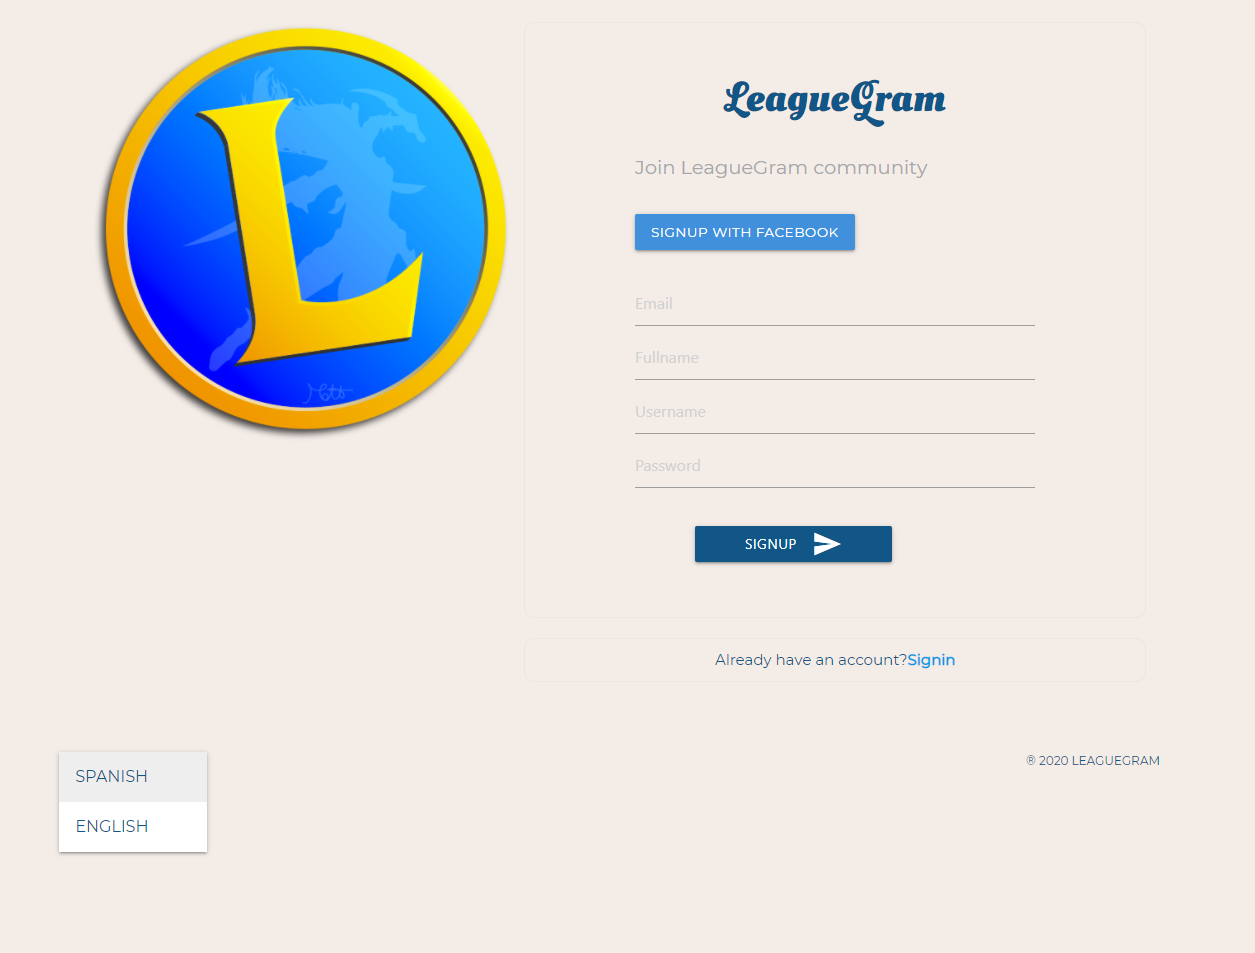 L
LeagueGram
Join LeagueGram community
SIGNUP WITH FACEBOOK
Email
Fullname
Username
Password
SIGNUP
Already have an account?Signin
® 2020 LEAGUEGRAM
SPANISH
ENGLISH